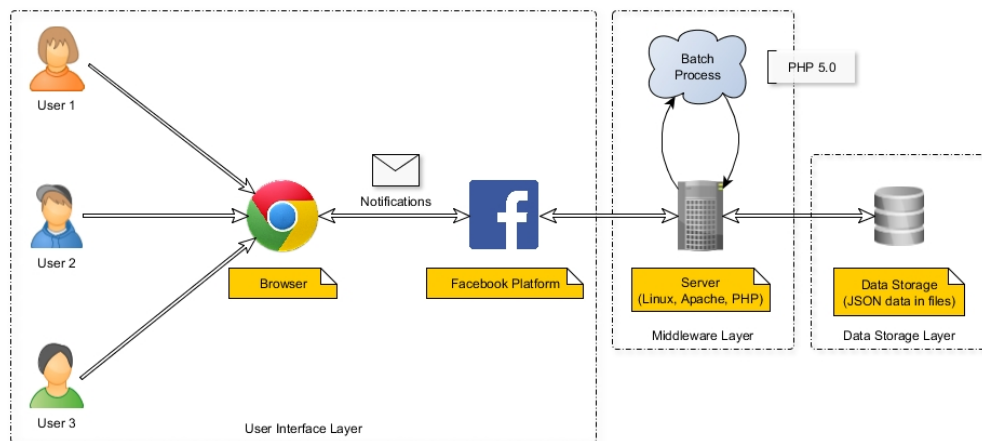 User 1
User 2
User 3
Browser
Notifications
Facebook Platform
User Interface Layer
Batch
Process
PHP 5.0
Server
(Linux, Apache, PHP)
Middleware Layer
Data Storage
(JSON data in files)
Data Storage Layer